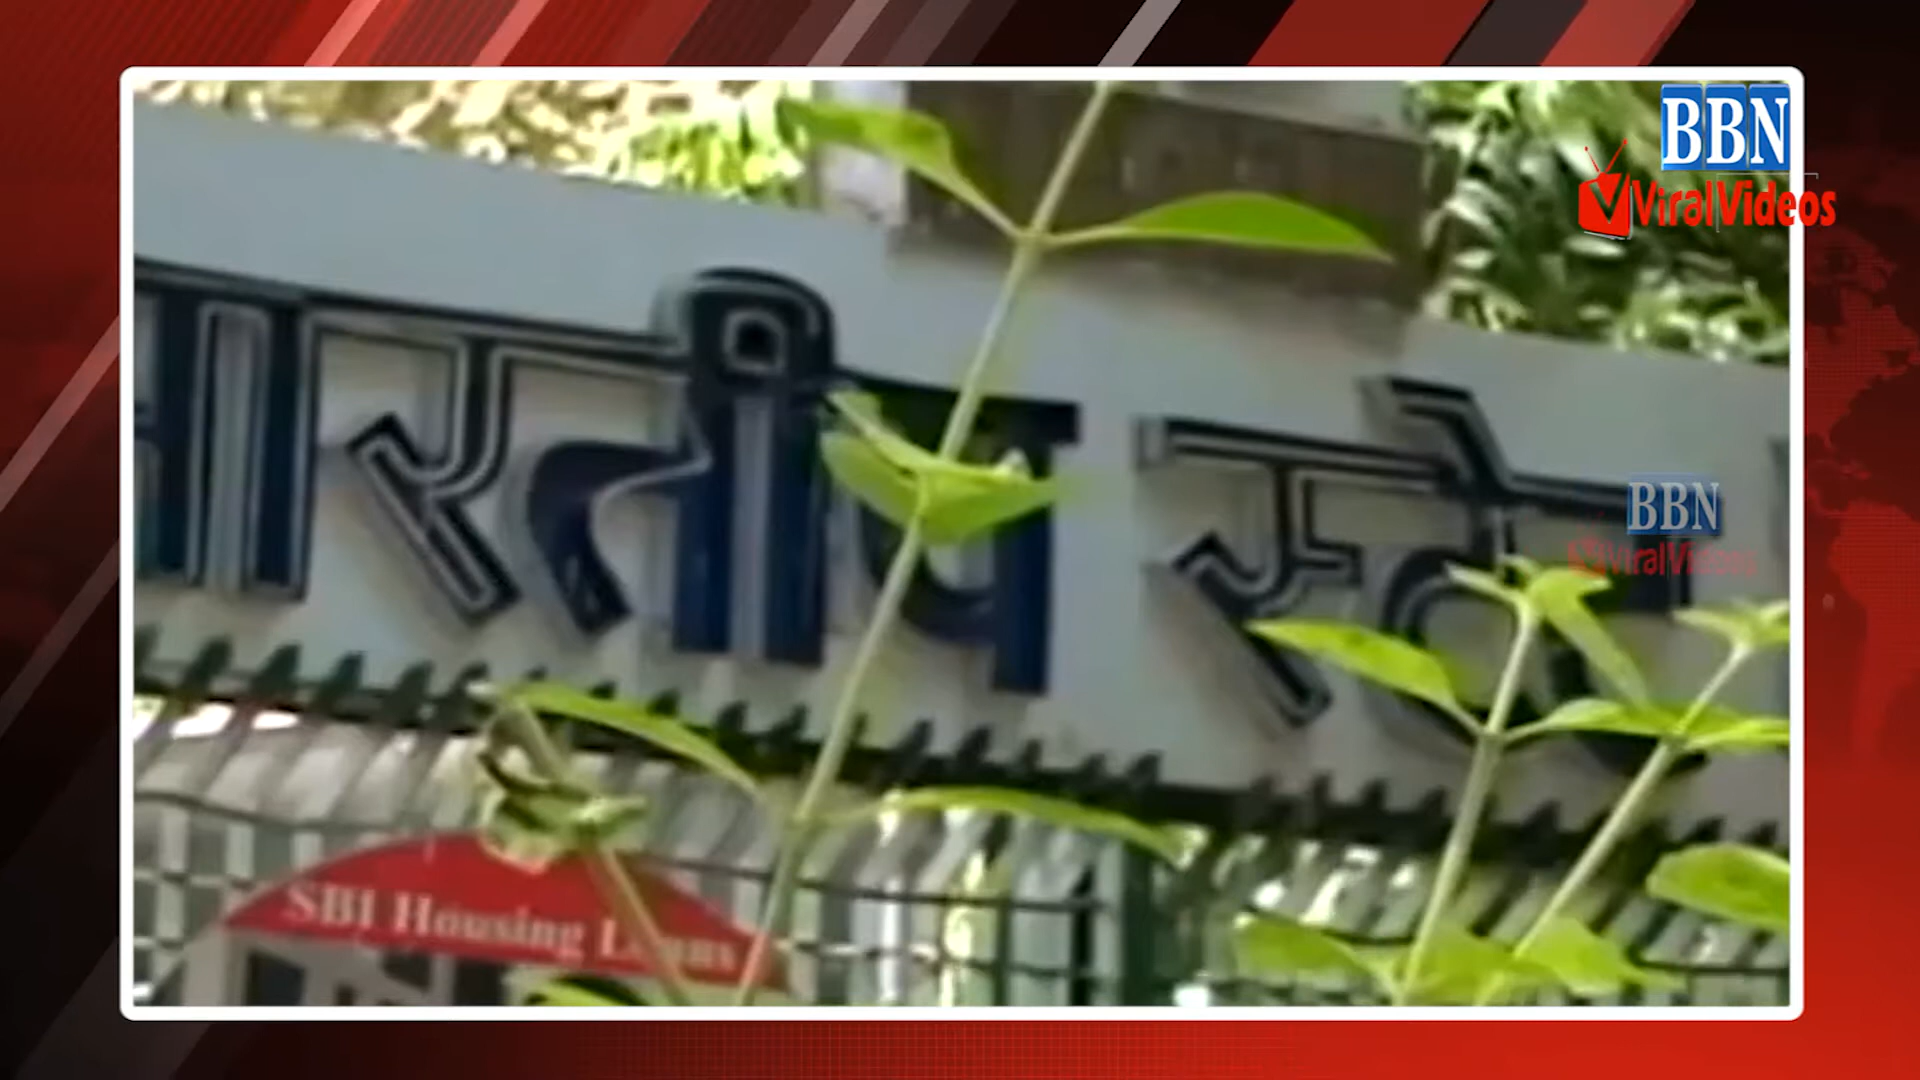 BBN
ViralVideos
ारतीय स्टे
BBN
ViralVideos
SBI Housing Loans